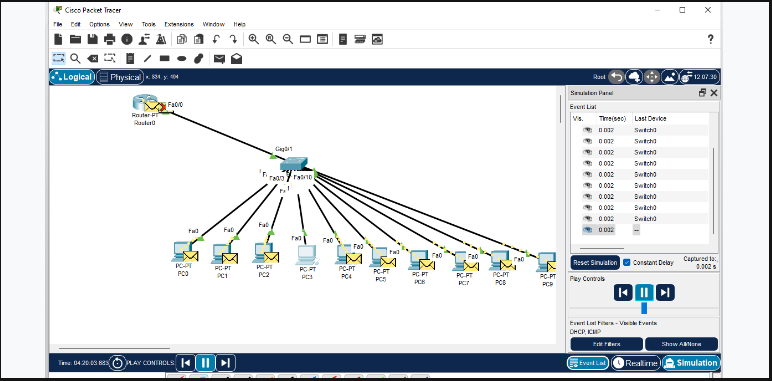 Cisco Packet Tracer
File Edit Options View Tools Extensions Window Help
?
Logical Physical x: 834, y: 404 Root 12:07:30
Simulation Panel
Event List
Vis. Time(sec) Last Device
0.002 Switch0
0.002 Switch0
0.002 Switch0
0.002 Switch0
0.002 Switch0
0.002 Switch0
0.002 Switch0
0.002 Switch0
0.002 Switch0
0.002 --
Reset Simulation Constant Delay Captured to:
0.002 s
Play Controls
Event List Filters - Visible Events
DHCP, ICMP
Edit Filters Show All/None
Event List Realtime Simulation
Time: 04:20:03.683 PLAY CONTROLS
Fa0/0
Router-PT
Router0
Gig0/1
Fa0/3 Fa0/10
Fa0 Fa0 Fa0 Fa0 Fa0 Fa0 Fa0 Fa0 Fa0
PC-PT
PC0
PC-PT
PC1
PC-PT
PC2
PC-PT
PC3
PC-PT
PC4
PC-PT
PC5
PC-PT
PC6
PC-PT
PC7
PC-PT
PC8
PC-PT
PC9